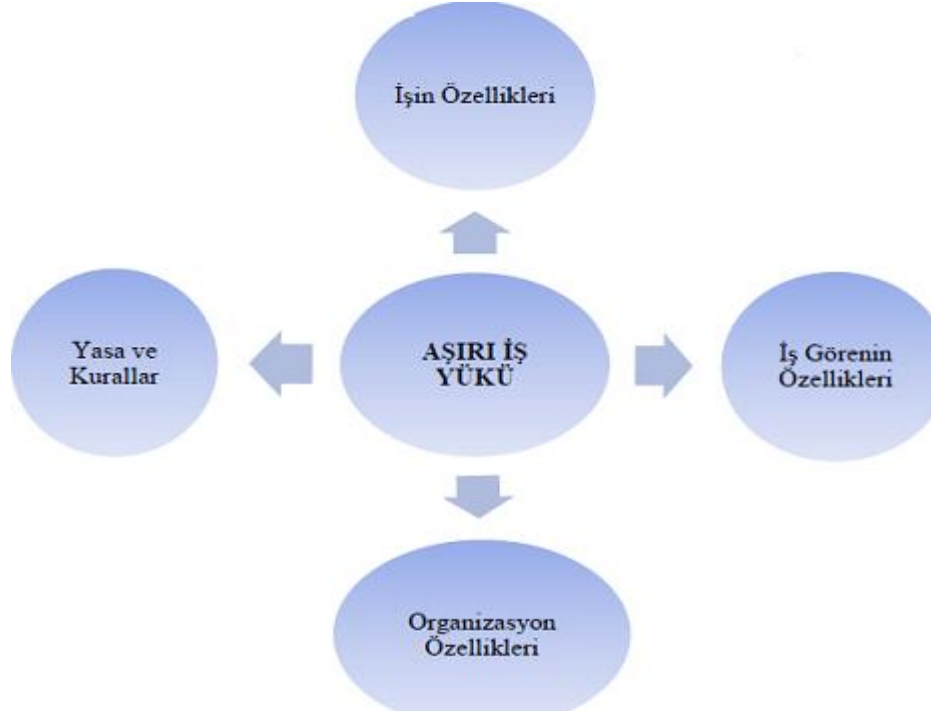 İşin Özellikleri
Yasa ve
Kurallar
AŞIRI İŞ
YÜKÜ
İş Görenin
Özellikleri
Organizasyon
Özellikleri